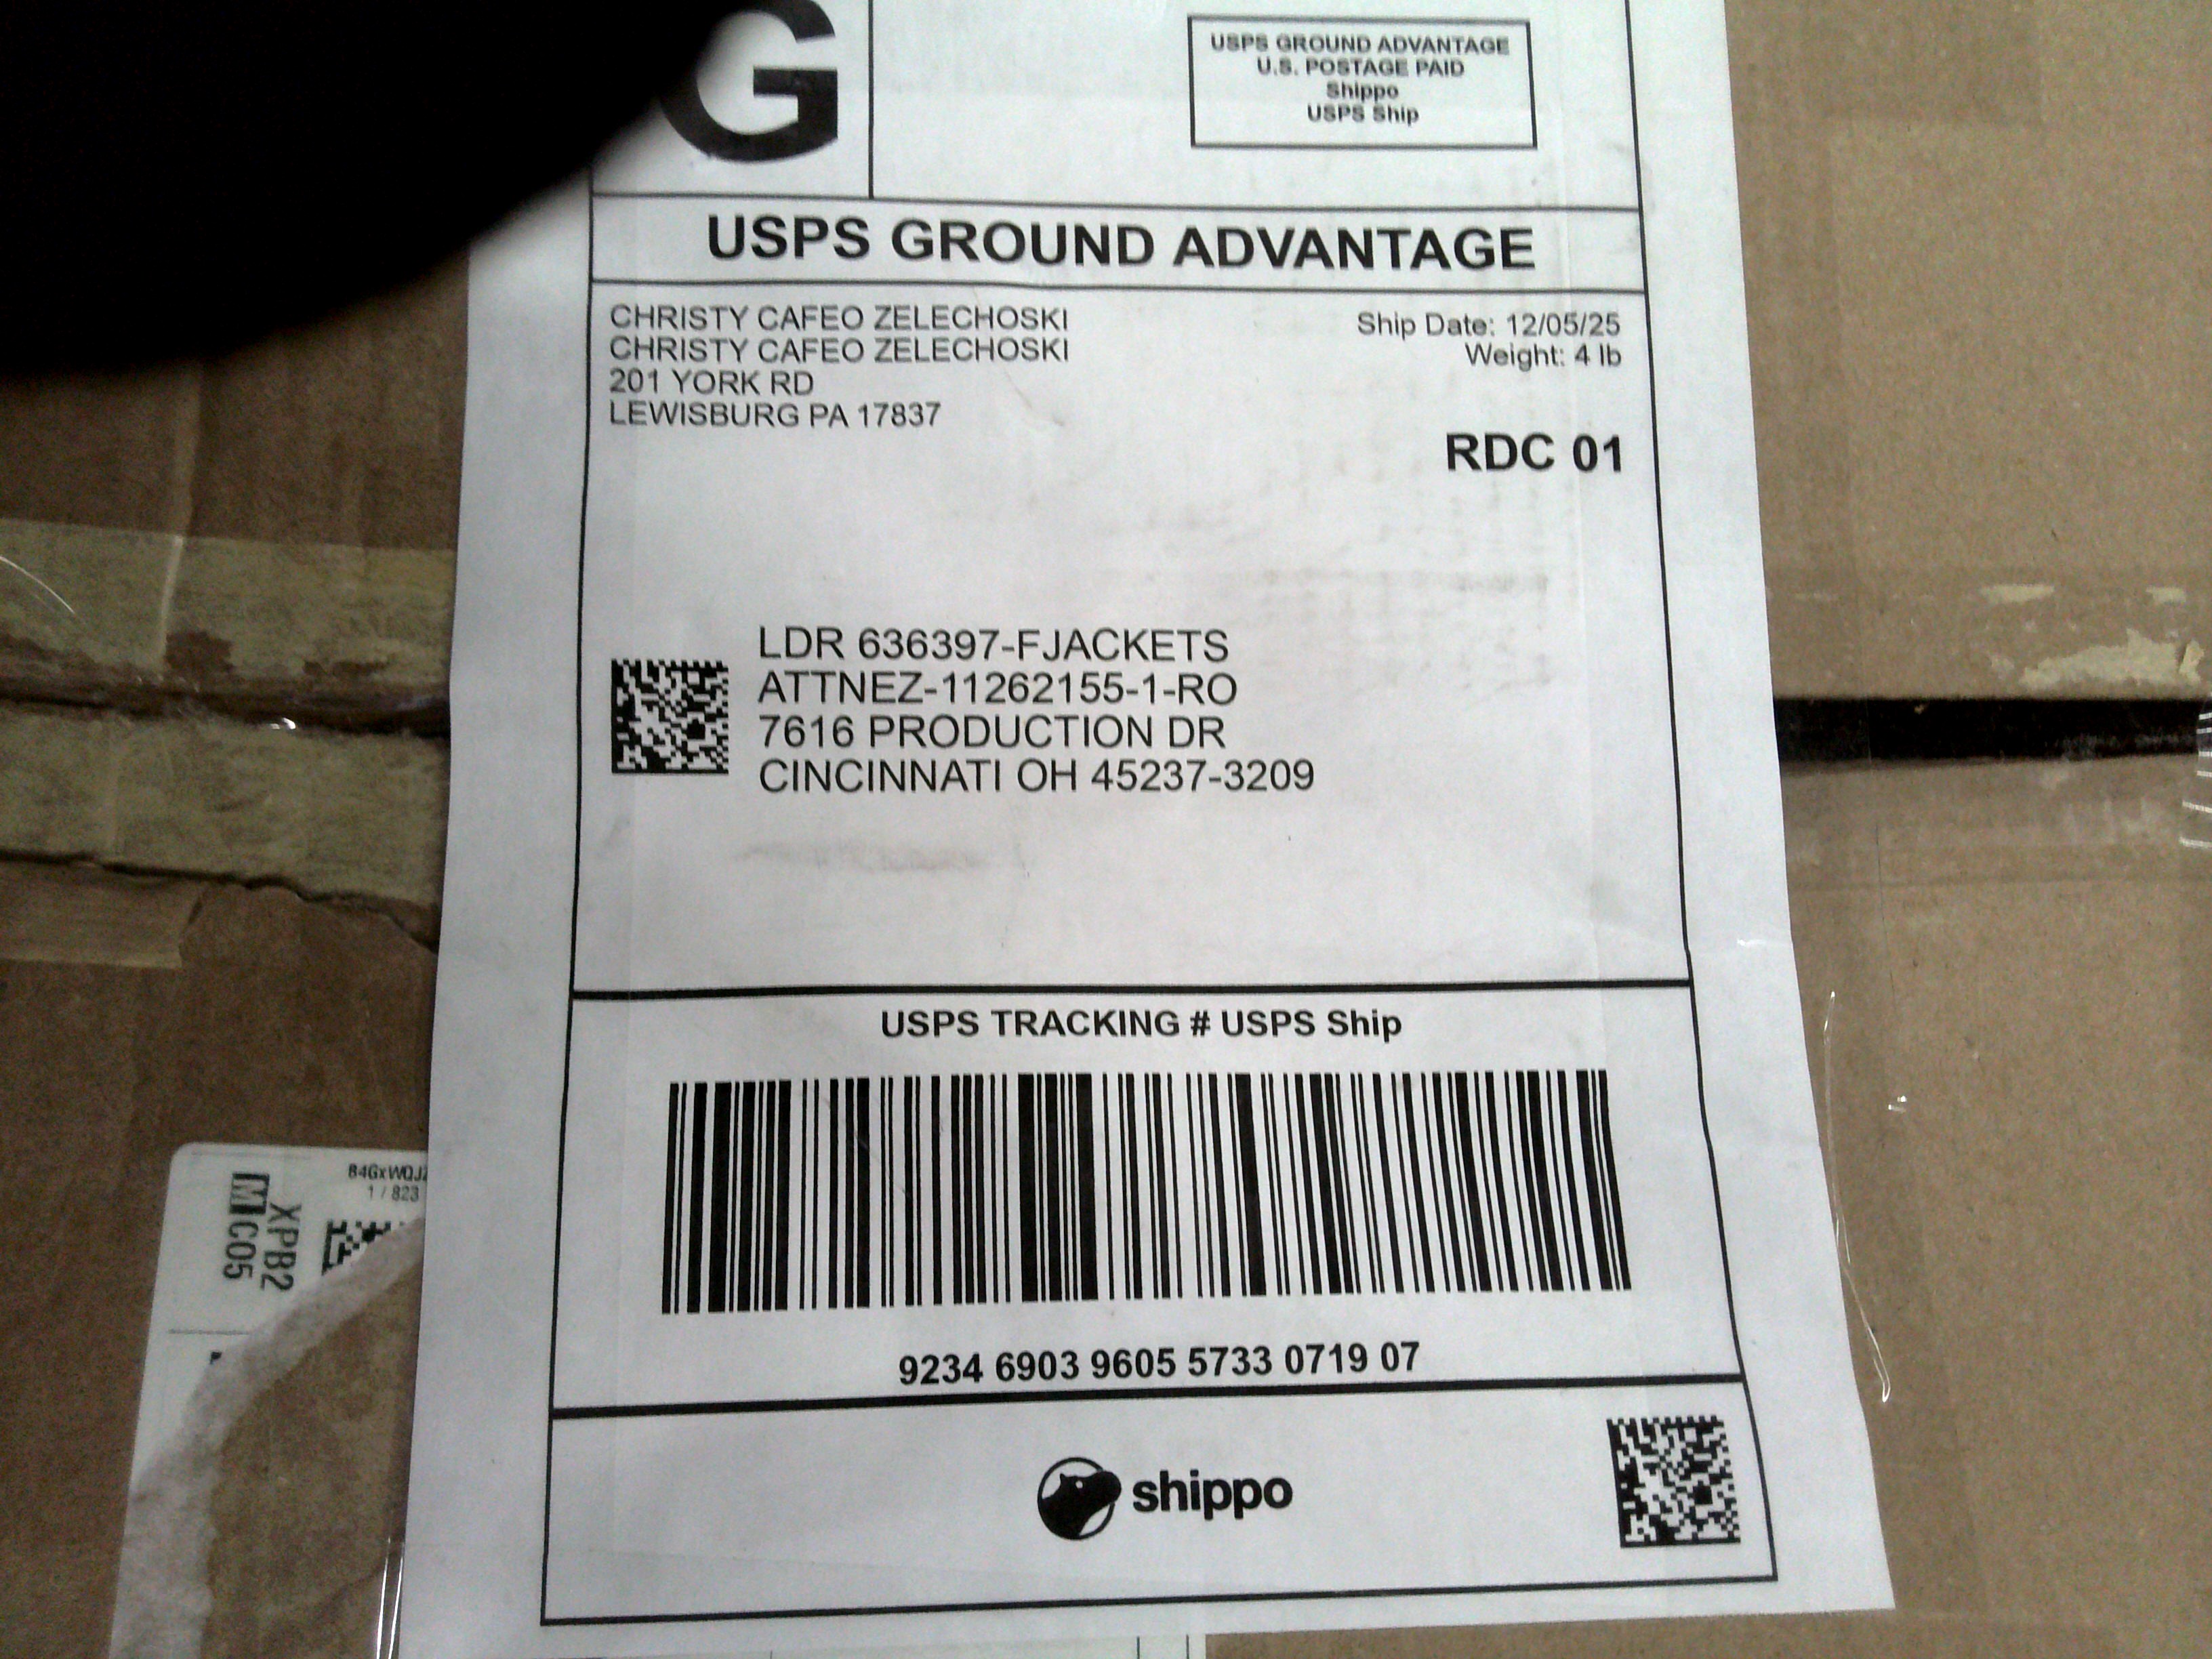 G
USPS GROUND ADVANTAGE
U.S. POSTAGE PAID
Shippo
USPS Ship
USPS GROUND ADVANTAGE
CHRISTY CAFEO ZELECHOSKI
CHRISTY CAFEO ZELECHOSKI
201 YORK RD
LEWISBURG PA 17837
Ship Date: 12/05/25
Weight: 4 lb
RDC 01
LDR 636397-FJACKETS
ATTNEZ-11262155-1-RO
7616 PRODUCTION DR
CINCINNATI OH 45237-3209
USPS TRACKING # USPS Ship
9234 6903 9605 5733 0719 07
shippo
84GxWQJZ
1 / 823
XPB2
MC05